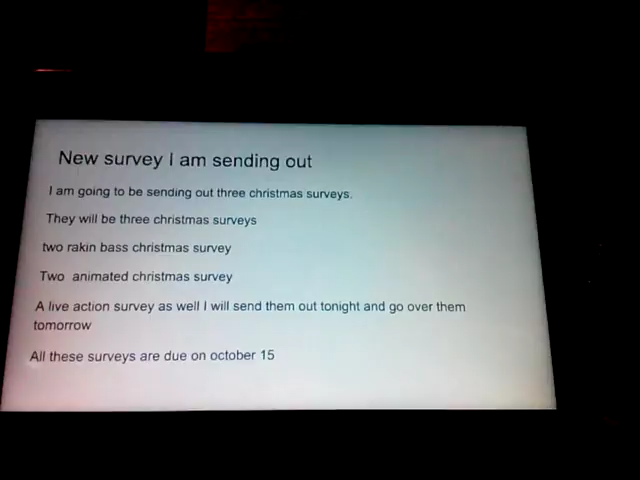 New survey I am sending out
I am going to be sending out three christmas surveys.
They will be three christmas surveys
two rakin bass christmas survey
Two animated christmas survey
A live action survey as well I will send them out tonight and go over them
tomorrow
All these surveys are due on october 15